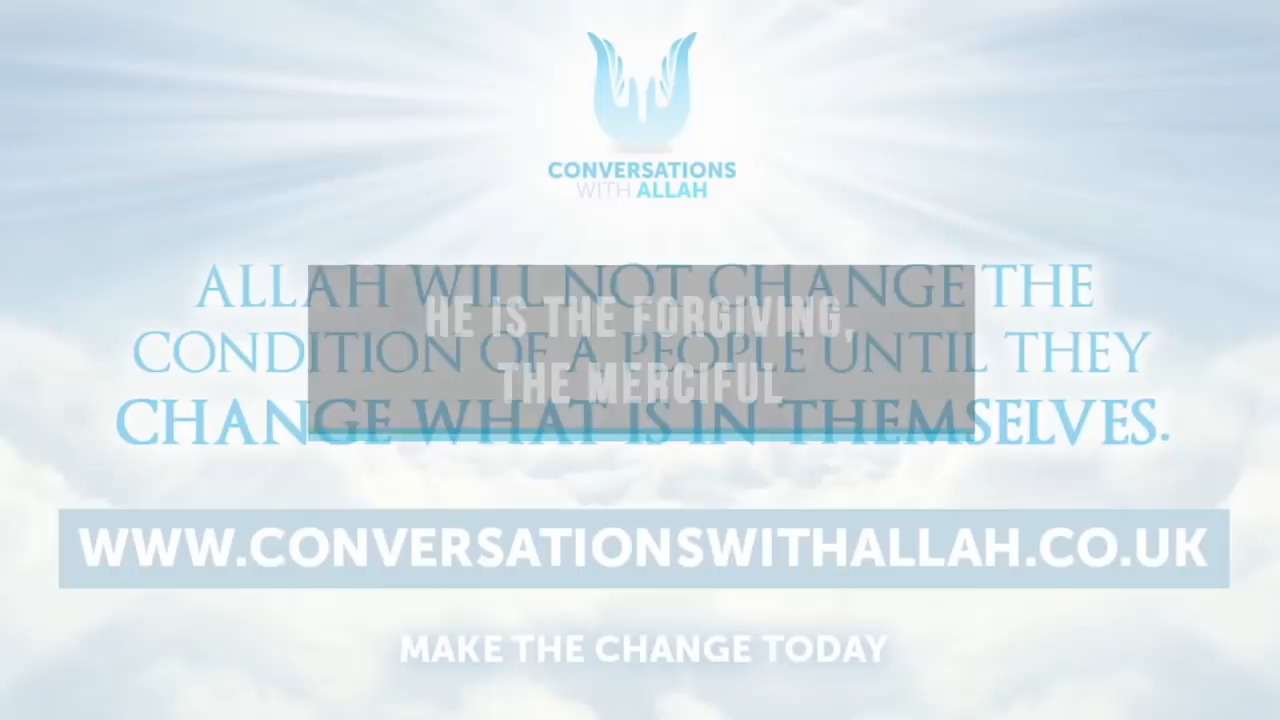 CONVERSATIONS
WITH ALLAH
ALLAH WILL NOT CHANGE THE
CONDITION OF A PEOPLE UNTIL THEY
CHANGE WHAT IS IN THEMSELVES.
HE IS THE FORGIVING,
THE MERCIFUL
WWW.CONVERSATIONSWITHALLAH.CO.UK
MAKE THE CHANGE TODAY